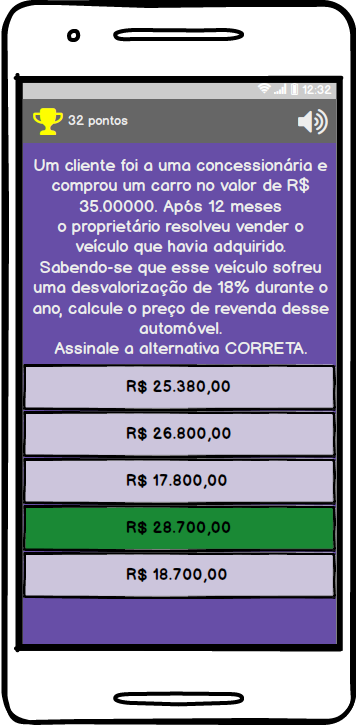 12:32
32 pontos
Um cliente foi a uma concessionária e
comprou um carro no valor de R$
35.00000. Após 12 meses
o proprietário resolveu vender o
veículo que havia adquirido.
Sabendo-se que esse veículo sofreu
uma desvalorização de 18% durante o
ano, calcule o preço de revenda desse
automóvel.
Assinale a alternativa CORRETA.
R$ 25.380,00
R$ 26.800,00
R$ 17.800,00
R$ 28.700,00
R$ 18.700,00